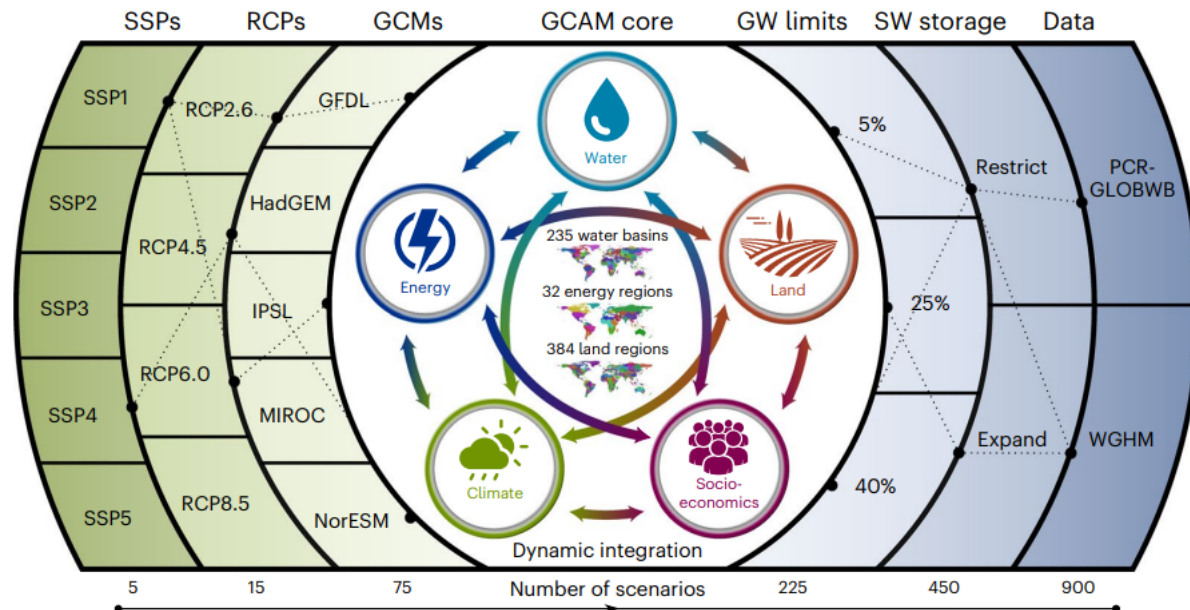 SSPs RCPs GCMs GCAM core GW limits SW storage Data
SSP1
SSP2
SSP3
SSP4
SSP5
RCP2.6
RCP4.5
RCP6.0
RCP8.5
GFDL
HadGEM
IPSL
MIROC
NorESM
Water
Energy
Land
235 water basins
32 energy regions
384 land regions
Climate
Socio-
economics
Dynamic integration
5%
25%
40%
Restrict
Expand
PCR-
GLOBWB
WGHM
5 15 75 Number of scenarios 225 450 900